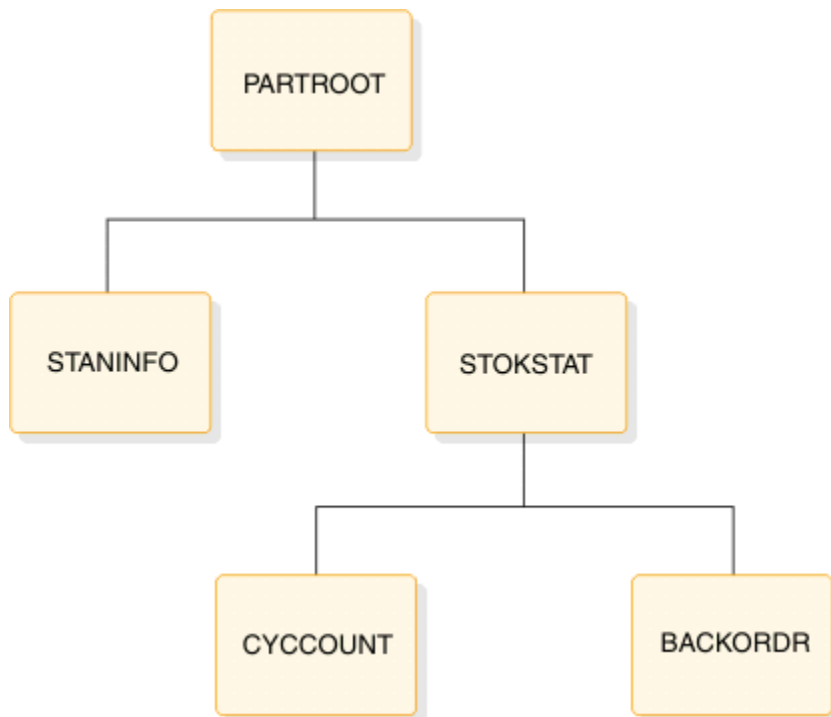 PARTROOT
STANINFO
STOKSTAT
CYCCOUNT
BACKORDR